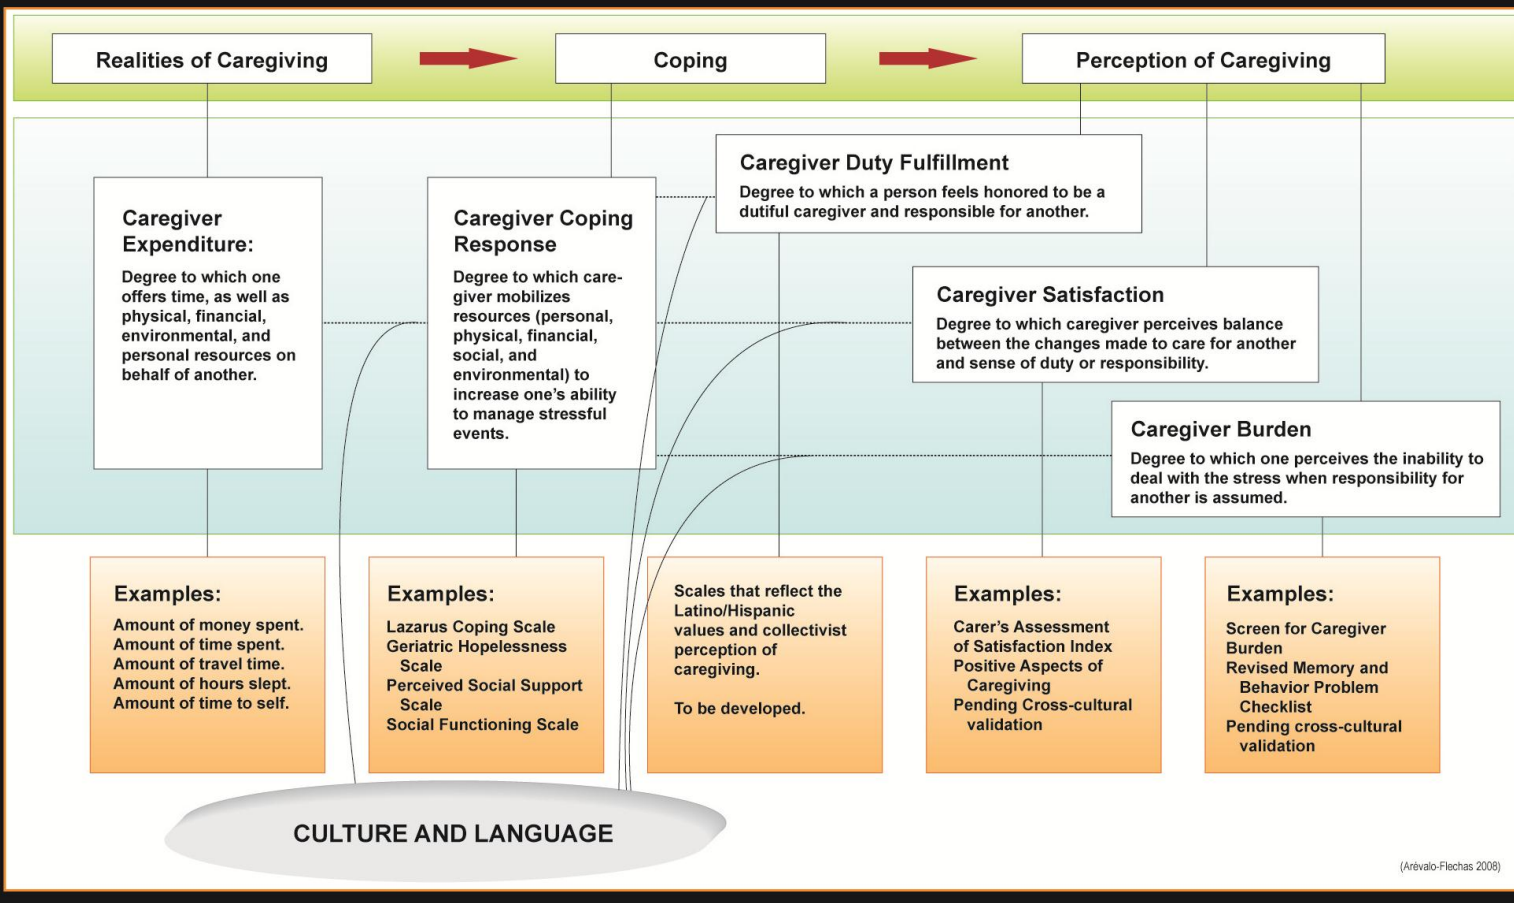 Realities of Caregiving
Coping
Perception of Caregiving
Caregiver
Expenditure:
Degree to which one
offers time, as well as
physical, financial,
environmental, and
personal resources on
behalf of another.
Caregiver Coping
Response
Degree to which care-
giver mobilizes
resources (personal,
physical, financial,
social, and
environmental) to
increase one’s ability
to manage stressful
events.
Caregiver Duty Fulfillment
Degree to which a person feels honored to be a
dutiful caregiver and responsible for another.
Caregiver Satisfaction
Degree to which caregiver perceives balance
between the changes made to care for another
and sense of duty or responsibility.
Caregiver Burden
Degree to which one perceives the inability to
deal with the stress when responsibility for
another is assumed.
Examples:
Amount of money spent.
Amount of time spent.
Amount of travel time.
Amount of hours slept.
Amount of time to self.
Examples:
Lazarus Coping Scale
Geriatric Hopelessness
Scale
Perceived Social Support
Scale
Social Functioning Scale
Scales that reflect the
Latino/Hispanic
values and collectivist
perception of
caregiving.
To be developed.
Examples:
Carer’s Assessment
of Satisfaction Index
Positive Aspects of
Caregiving
Pending Cross-cultural
validation
Examples:
Screen for Caregiver
Burden
Revised Memory and
Behavior Problem
Checklist
Pending cross-cultural
validation
CULTURE AND LANGUAGE
(Arévalo-Flechas 2008)